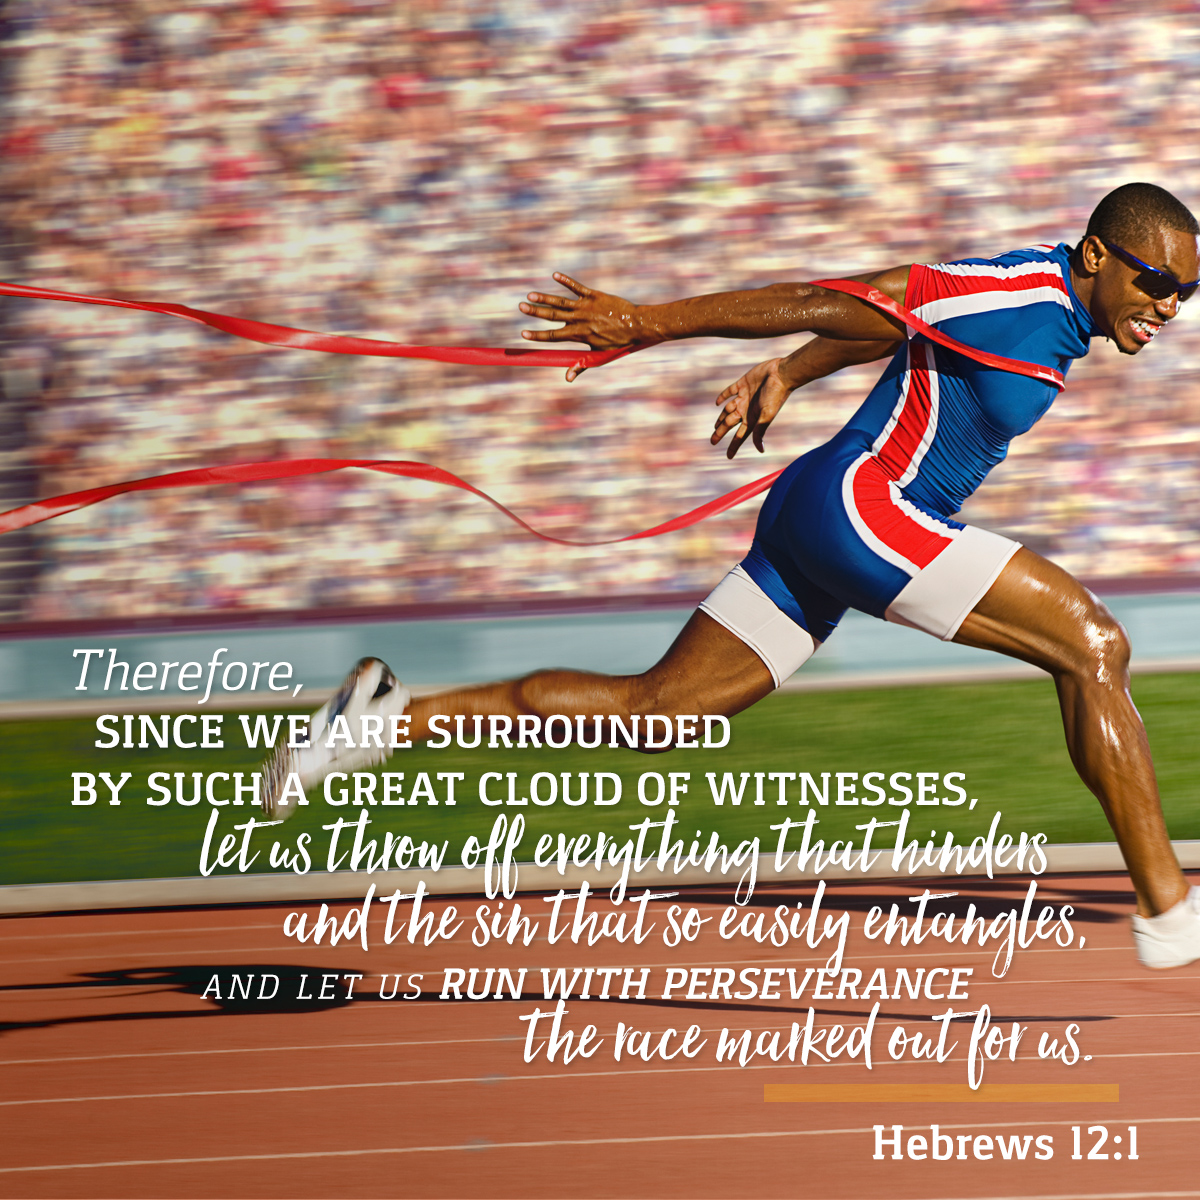 Therefore,
SINCE WE ARE SURROUNDED
BY SUCH A GREAT CLOUD OF WITNESSES,
let us throw off everything that hinders
and the sin that so easily entangles,
AND LET US RUN WITH PERSEVERANCE
the race marked out for us.
Hebrews 12:1